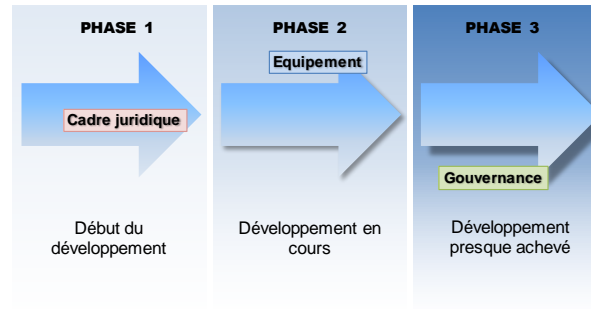 PHASE 1
Cadre juridique
Début du
développement
PHASE 2
Equipement
Développement en
cours
PHASE 3
Gouvernance
Développement
presque achevé